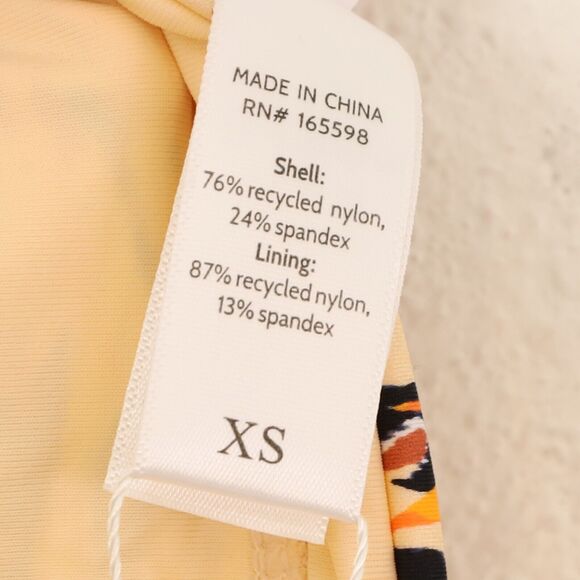 MADE IN CHINA
RN# 165598
Shell:
76% recycled nylon,
24% spandex
Lining:
87% recycled nylon,
13% spandex
XS